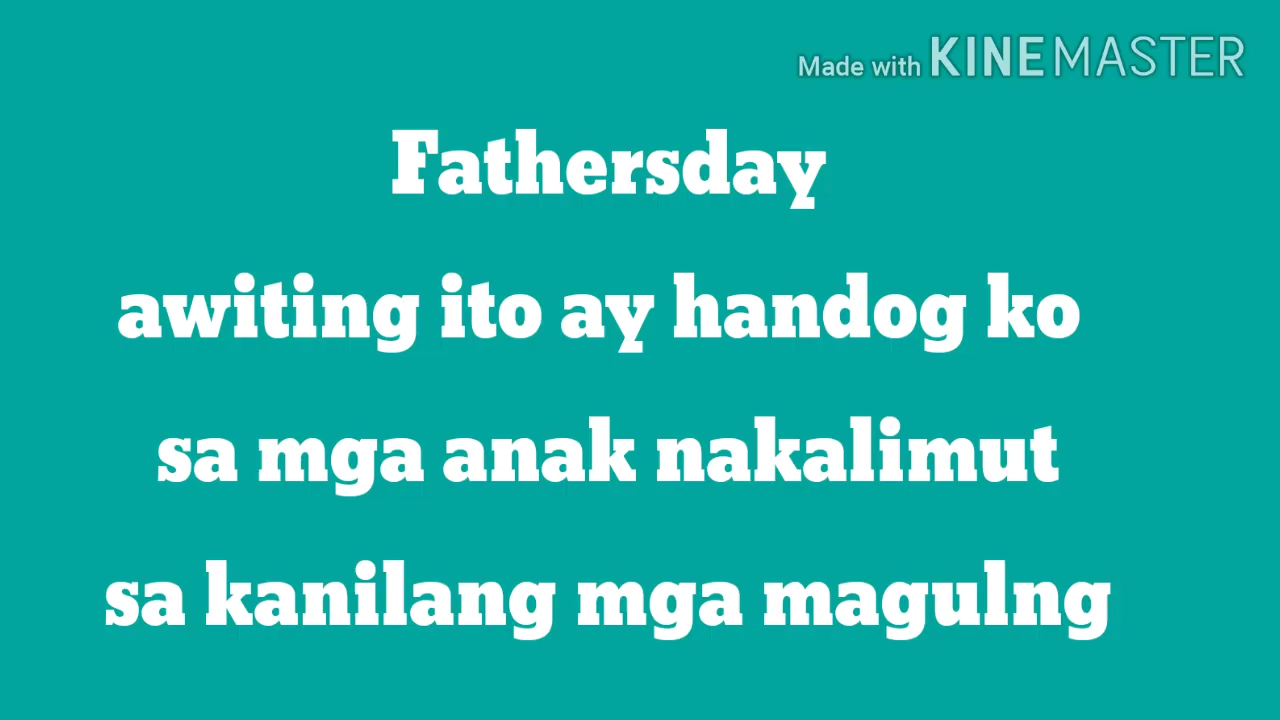 Made with KINEMASTER
Fathersday
awiting ito ay handog ko
sa mga anak nakalimut
sa kanilang mga magulng